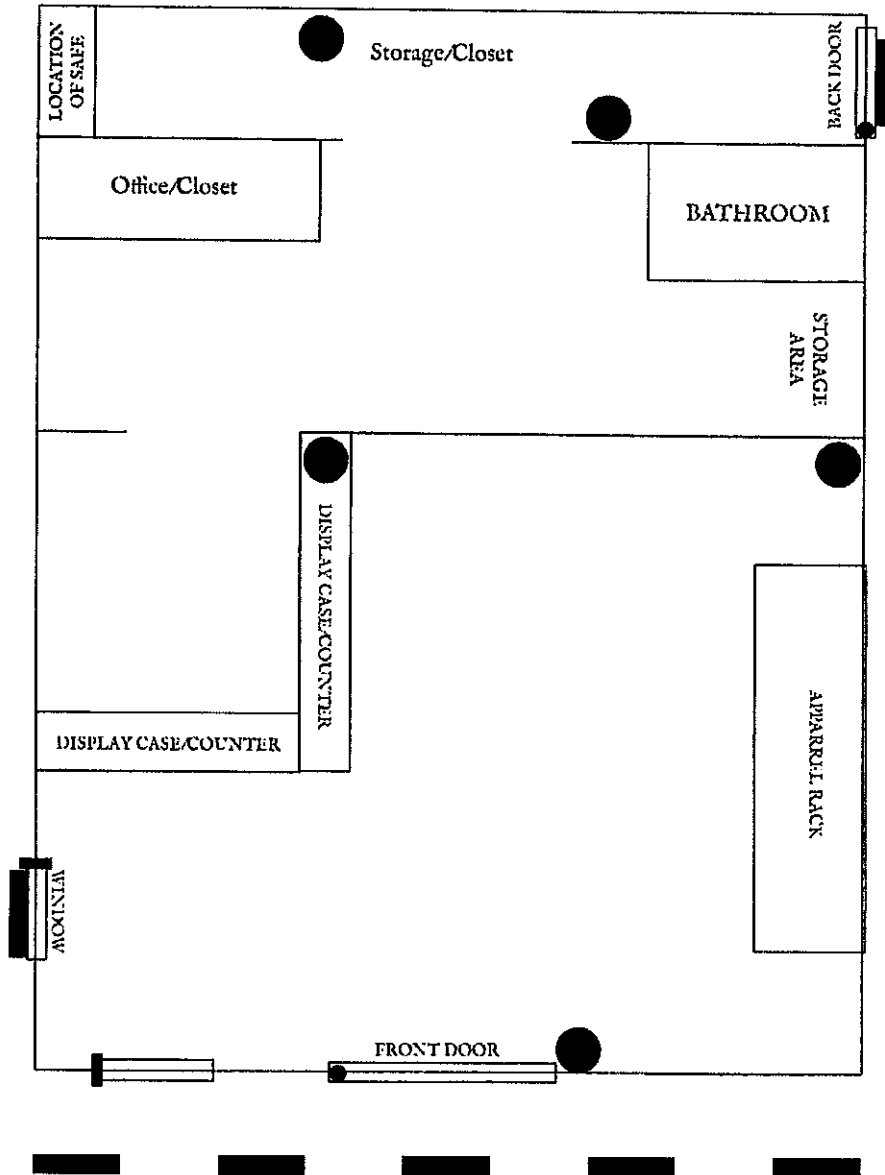 LOCATION
OF SAFE
Storage/Closet
BACK DOOR
Office/Closet
BATHROOM
STORAGE
AREA
DISPLAY CASE/COUNTER
DISPLAY CASE/COUNTER
APPARREL RACK
WINDOW
FRONT DOOR